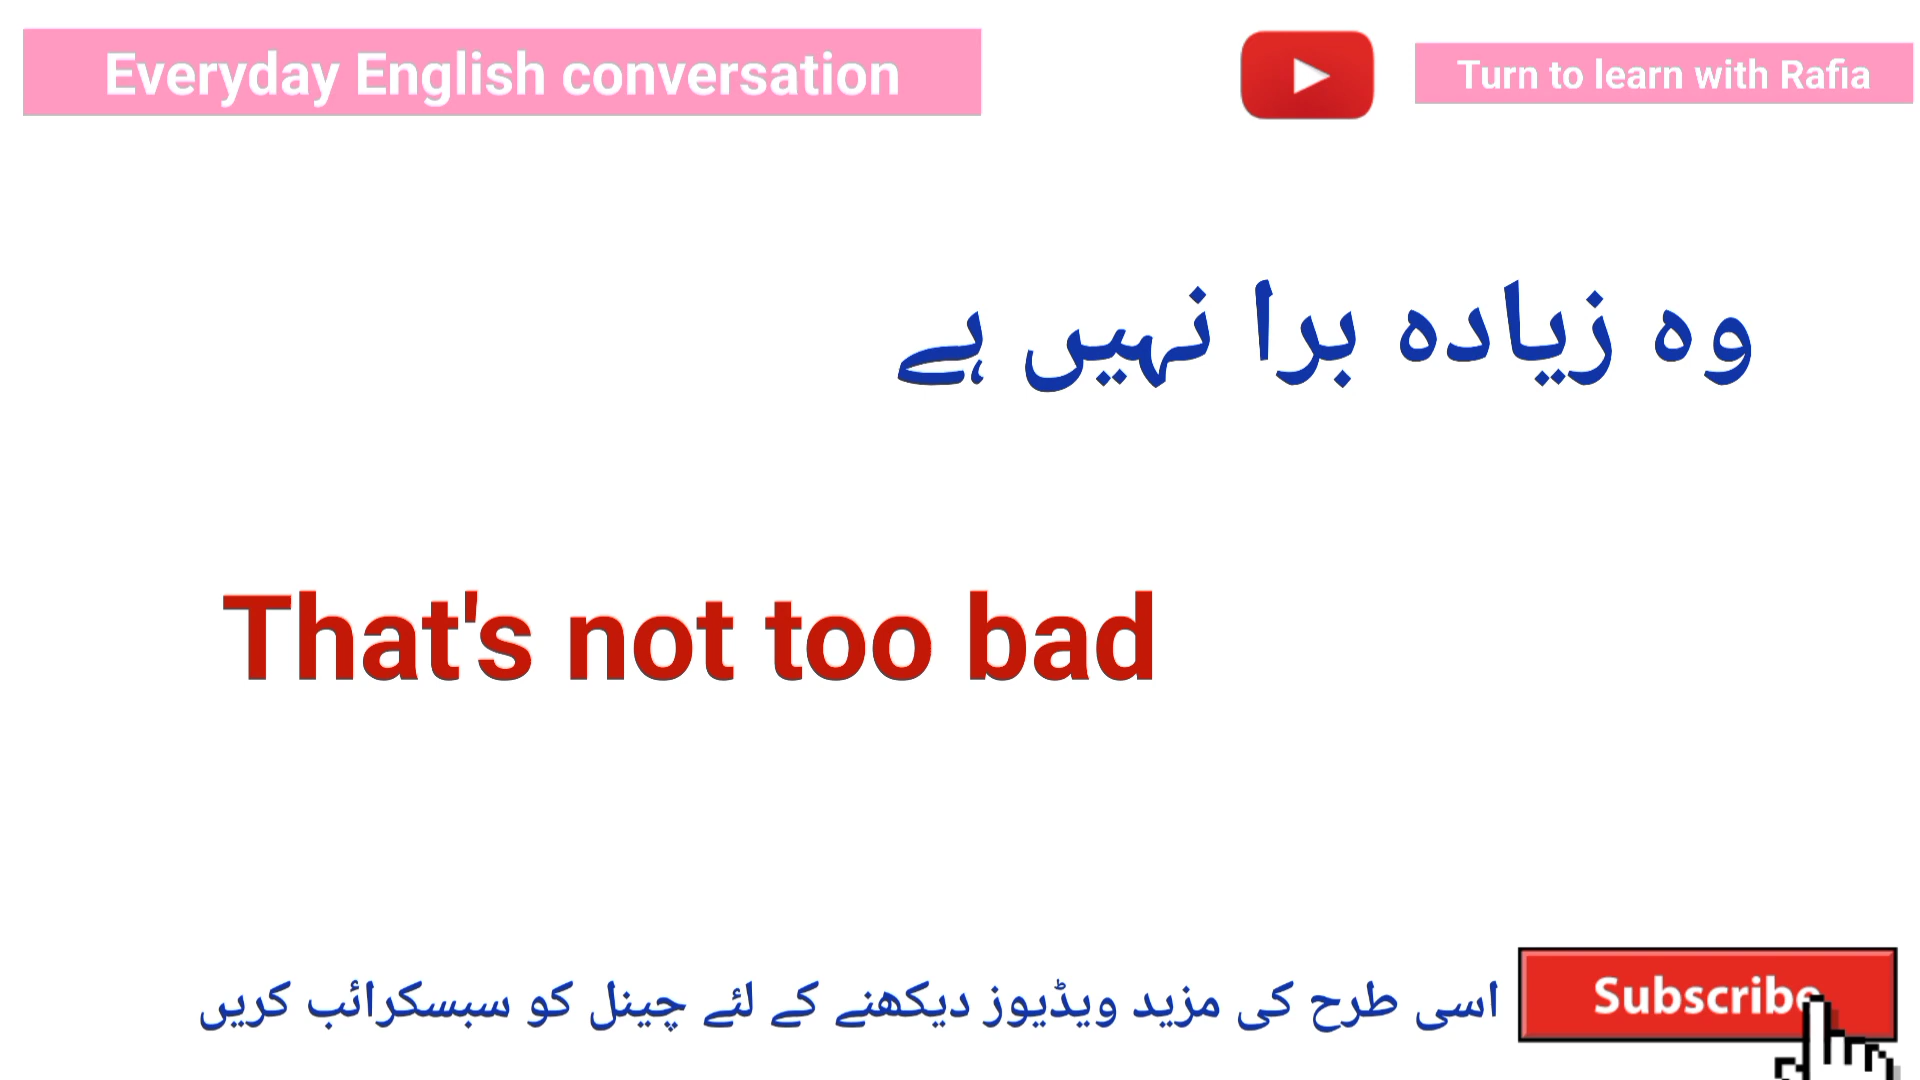 Everyday English conversation
Turn to learn with Rafia
وہ زیادہ برا نہیں ہے
That's not too bad
اسی طرح کی مزید ویڈیوز دیکھنے کے لئے چینل کو سبسکرائب کریں
Subscribe